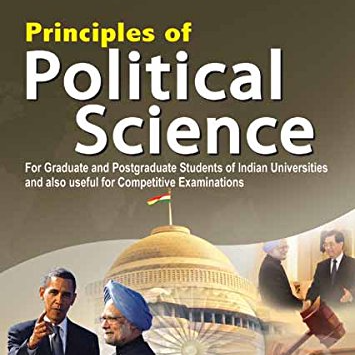 Principles of
Political
Science
For Graduate and Postgraduate Students of Indian Universities
and also useful for Competitive Examinations